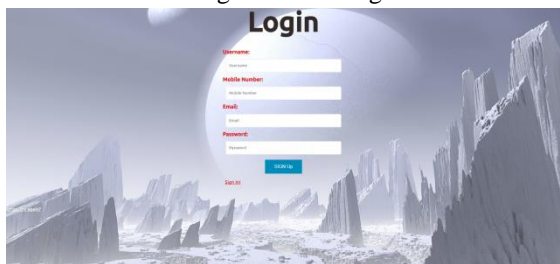 Login
Username:
Username
Mobile Number:
Mobile Number
Email:
Email
Password:
Password
SIGN Up
Sign in!